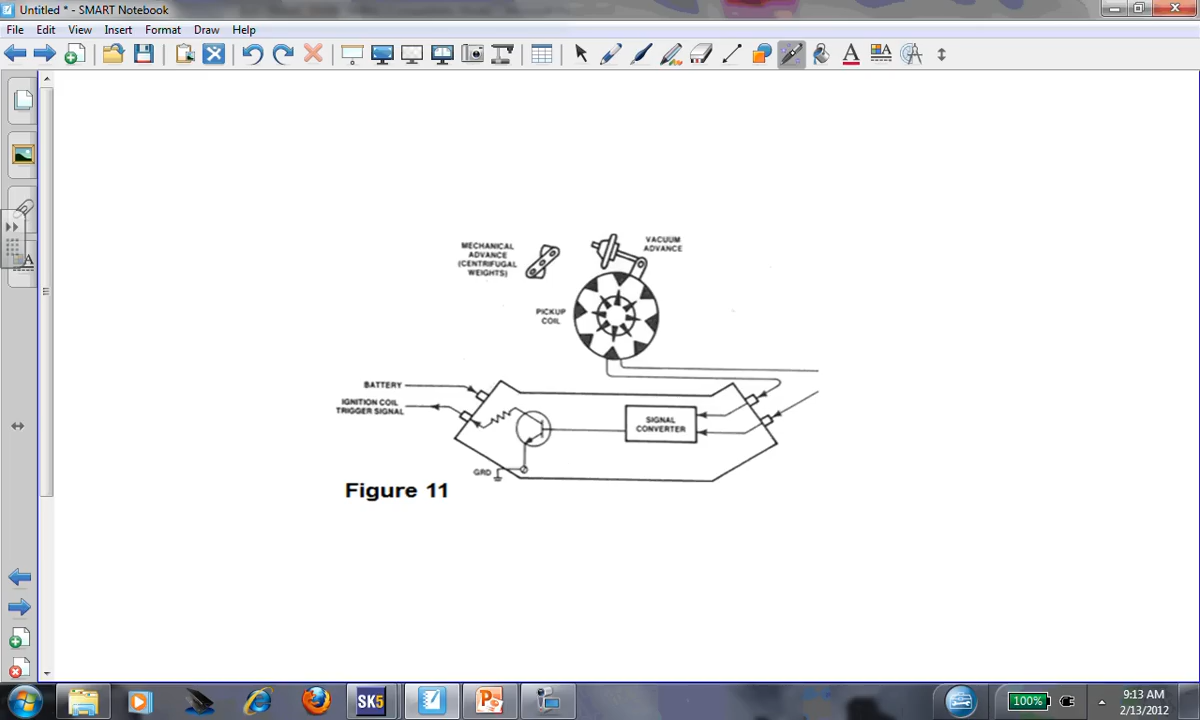 Untitled * - SMART Notebook
File Edit View Insert Format Draw Help
MECHANICAL
ADVANCE
(CENTRIFUGAL
WEIGHTS)
VACUUM
ADVANCE
PICKUP
COIL
BATTERY
IGNITION COIL
TRIGGER SIGNAL
SIGNAL
CONVERTER
GRD
Figure 11
SK5
100%
9:13 AM
2/13/2012